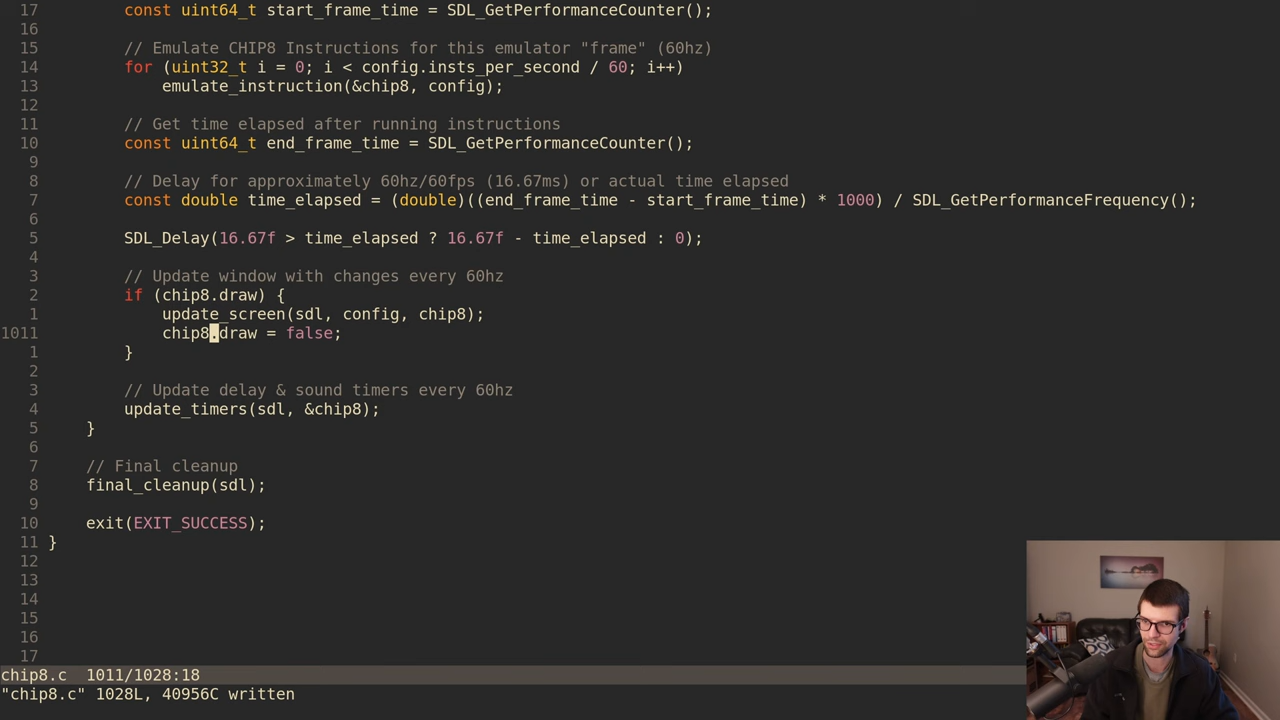 17 const uint64_t start_frame_time = SDL_GetPerformanceCounter();
16
15 // Emulate CHIP8 Instructions for this emulator "frame" (60hz)
14 for (uint32_t i = 0; i < config.insts_per_second / 60; i++)
13 emulate_instruction(&chip8, config);
12
11 // Get time elapsed after running instructions
10 const uint64_t end_frame_time = SDL_GetPerformanceCounter();
9
8 // Delay for approximately 60hz/60fps (16.67ms) or actual time elapsed
7 const double time_elapsed = (double)((end_frame_time - start_frame_time) * 1000) / SDL_GetPerformanceFrequency();
6
5 SDL_Delay(16.67f > time_elapsed ? 16.67f - time_elapsed : 0);
4
3 // Update window with changes every 60hz
2 if (chip8.draw) {
1 update_screen(sdl, config, chip8);
1011 chip8.draw = false;
1 }
2
3 // Update delay & sound timers every 60hz
4 update_timers(sdl, &chip8);
5 }
6
7 // Final cleanup
8 final_cleanup(sdl);
9
10 exit(EXIT_SUCCESS);
11 }
12
13
14
15
16
17
chip8.c 1011/1028:18
"chip8.c" 1028L, 40956C written